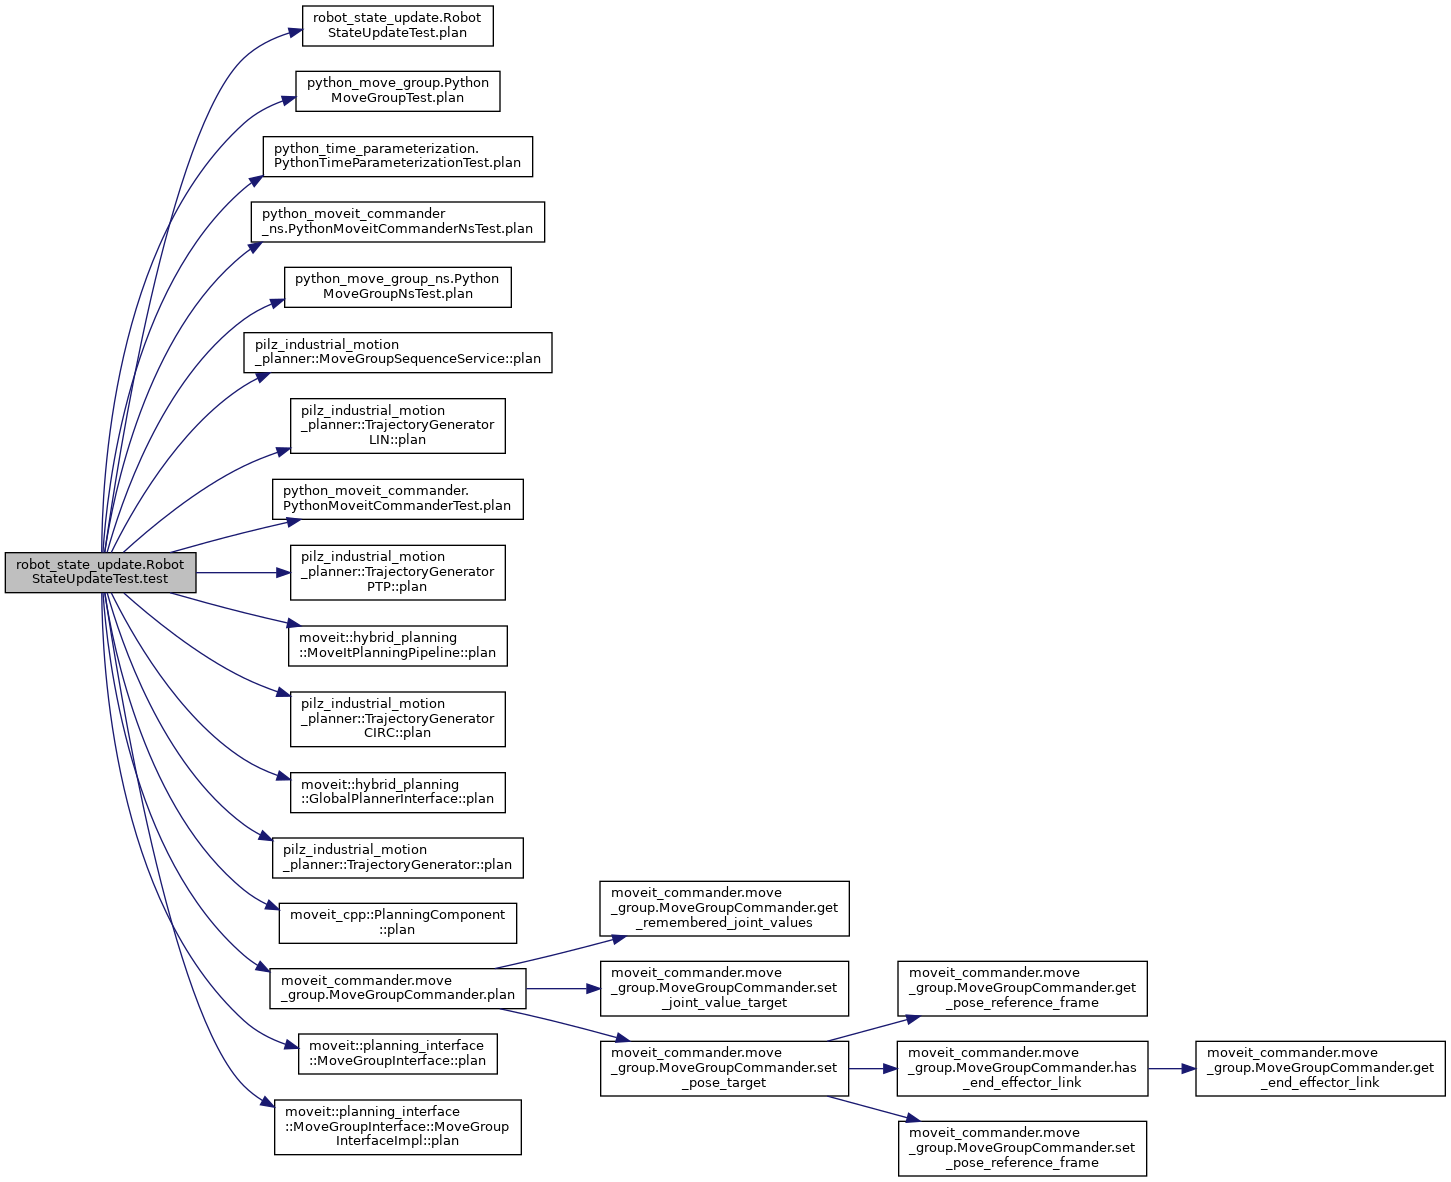 robot_state_update.Robot
StateUpdateTest.test
robot_state_update.Robot
StateUpdateTest.plan
python_move_group.Python
MoveGroupTest.plan
python_time_parameterization.
PythonTimeParameterizationTest.plan
python_moveit_commander
_ns.PythonMoveitCommanderNsTest.plan
python_move_group_ns.Python
MoveGroupNsTest.plan
pilz_industrial_motion
_planner::MoveGroupSequenceService::plan
pilz_industrial_motion
_planner::TrajectoryGenerator
LIN::plan
python_moveit_commander.
PythonMoveitCommanderTest.plan
pilz_industrial_motion
_planner::TrajectoryGenerator
PTP::plan
moveit::hybrid_planning
::MoveItPlanningPipeline::plan
pilz_industrial_motion
_planner::TrajectoryGenerator
CIRC::plan
moveit::hybrid_planning
::GlobalPlannerInterface::plan
pilz_industrial_motion
_planner::TrajectoryGenerator::plan
moveit_cpp::PlanningComponent
::plan
moveit_commander.move
_group.MoveGroupCommander.plan
moveit::planning_interface
::MoveGroupInterface::plan
moveit::planning_interface
::MoveGroupInterface::MoveGroup
InterfaceImpl::plan
moveit_commander.move
_group.MoveGroupCommander.get
_remembered_joint_values
moveit_commander.move
_group.MoveGroupCommander.set
_joint_value_target
moveit_commander.move
_group.MoveGroupCommander.set
_pose_target
moveit_commander.move
_group.MoveGroupCommander.get
_pose_reference_frame
moveit_commander.move
_group.MoveGroupCommander.has
_end_effector_link
moveit_commander.move
_group.MoveGroupCommander.set
_pose_reference_frame
moveit_commander.move
_group.MoveGroupCommander.get
_end_effector_link